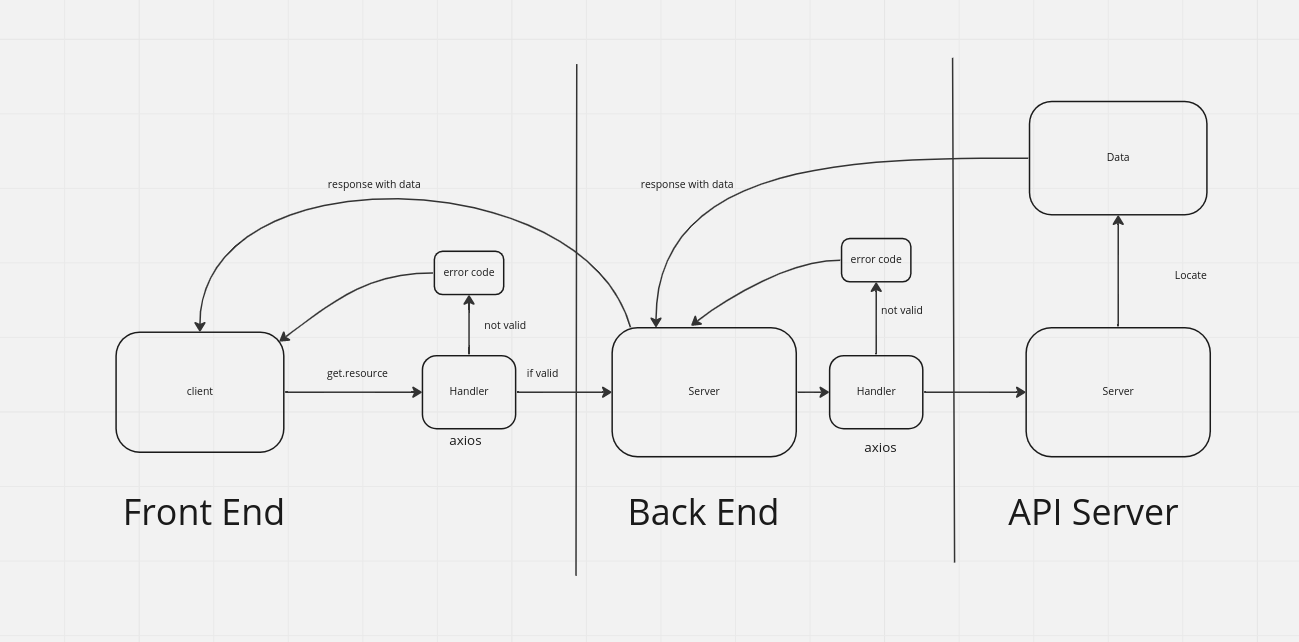 Data
response with data
response with data
error code
error code
Locate
not valid
not valid
get.resource
if valid
client
Handler
Server
Handler
Server
axios
axios
Front End
Back End
API Server